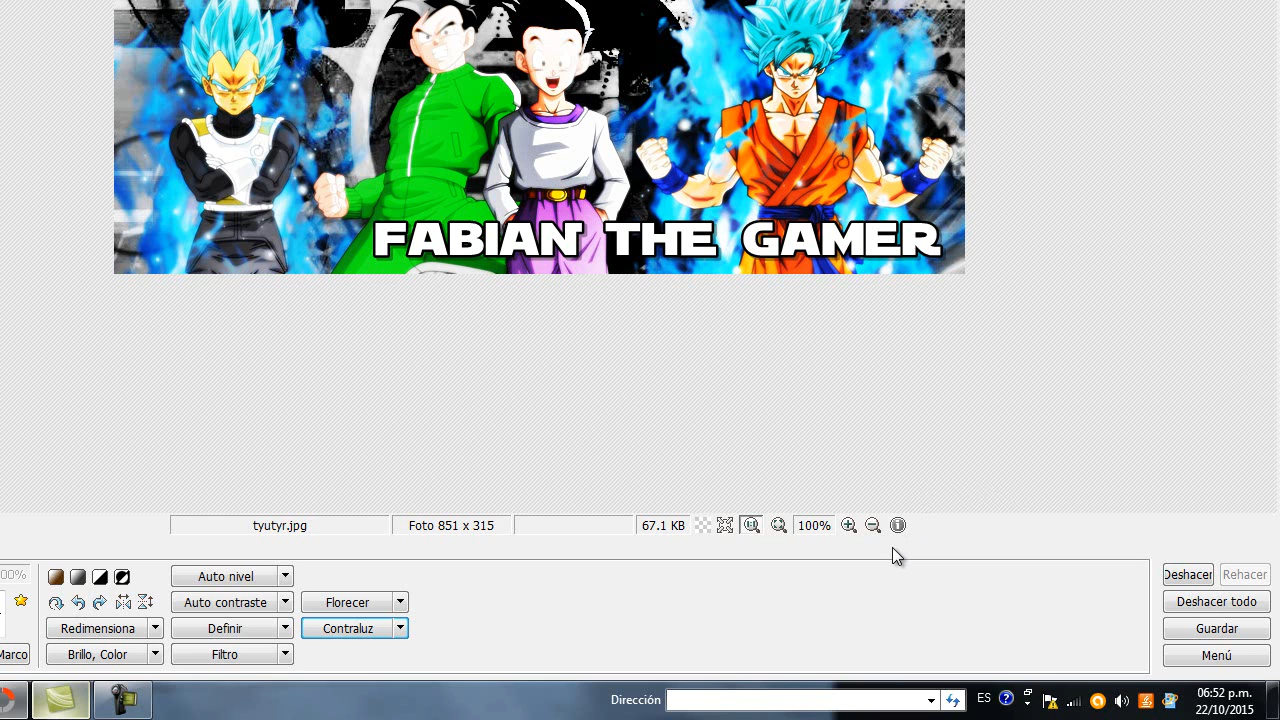 FABIAN THE GAMER
tyutyr.jpg
Foto 851 x 315
67.1 KB
100%
00%
Auto nivel
Deshacer
Rehacer
Auto contraste
Florecer
Deshacer todo
Redimensiona
Definir
Contraluz
Guardar
Marco
Brillo, Color
Filtro
Menú
Dirección
ES
06:52 p.m.
22/10/2015